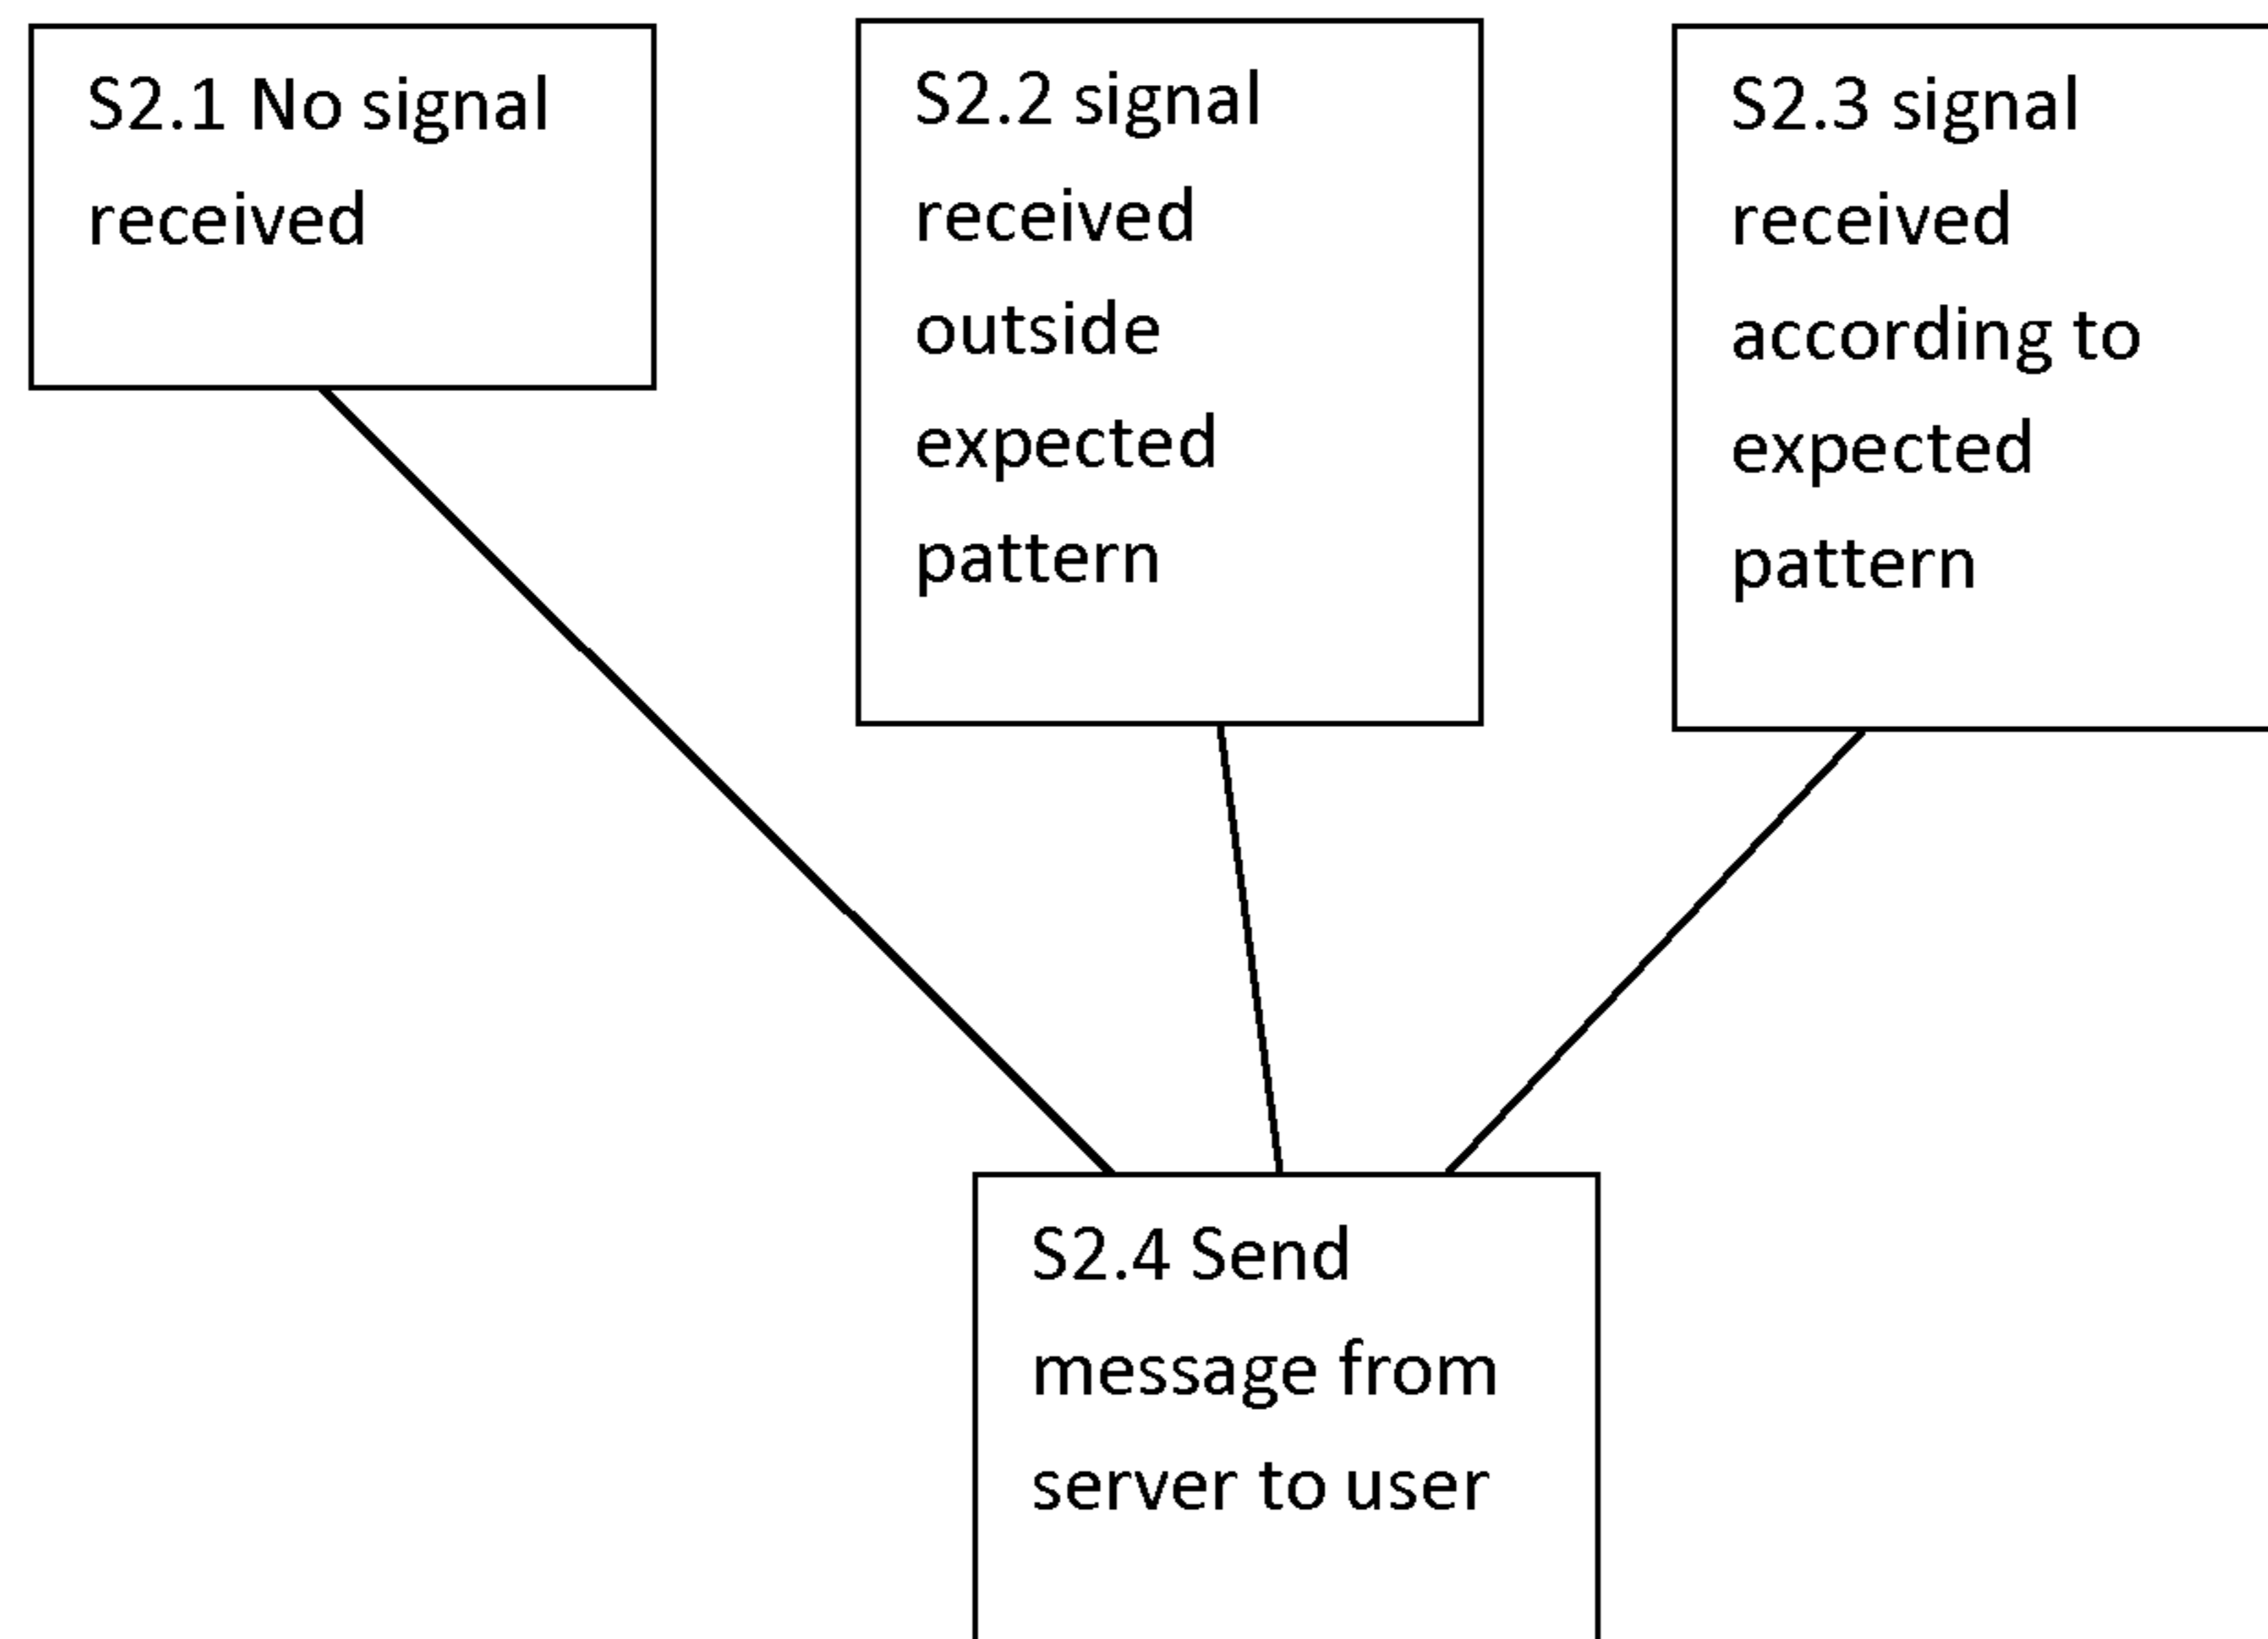 S2.1 No signal
received
S2.2 signal
received
outside
expected
pattern
S2.3 signal
received
according to
expected
pattern
S2.4 Send
message from
server to user